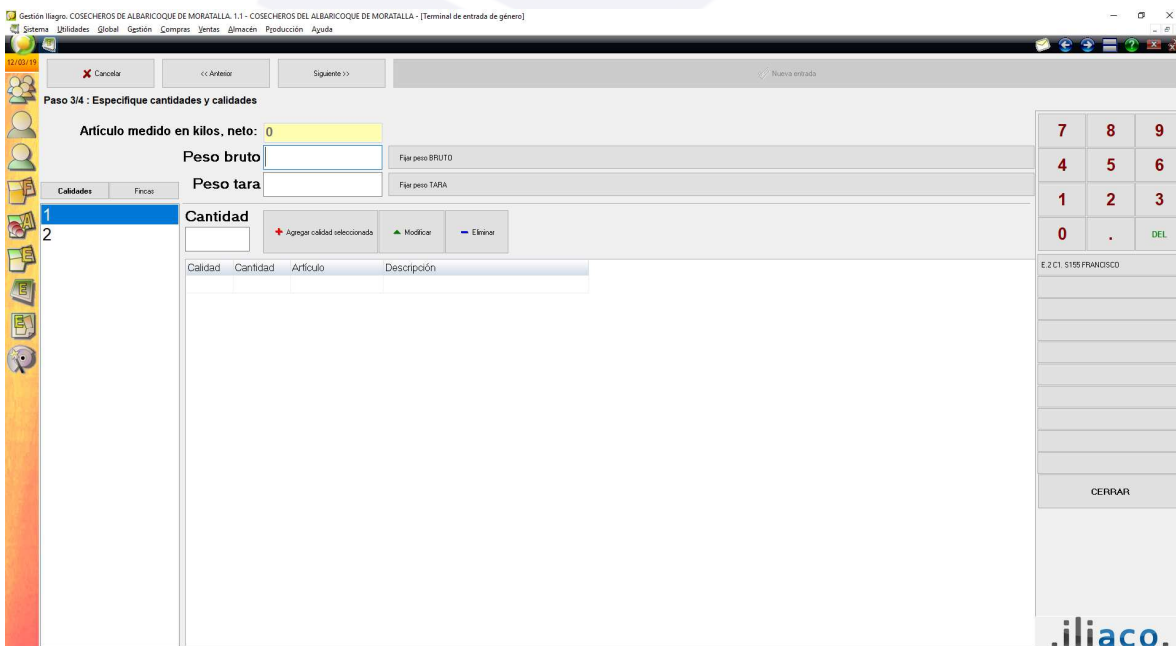 Gestión Iliagro. COSECHEROS DE ALBARICOQUE DE MORATALLA. 1.1 - COSECHEROS DEL ALBARICOQUE DE MORATALLA - [Terminal de entrada de género]
Sistema Utilidades Global Gestión Compras Ventas Almacén Producción Ayuda
12/03/19
Cancelar << Anterior Siguiente >> Nueva entrada
Paso 3/4 : Especifique cantidades y calidades
Artículo medido en kilos, neto: 0
Peso bruto Fijar peso BRUTO
Peso tara Fijar peso TARA
Calidades Fincas
1
2
Cantidad
Agregar calidad seleccionada Modificar Eliminar
Calidad Cantidad Artículo Descripción
7 8 9
4 5 6
1 2 3
0 . DEL
E.2 C1. S155 FRANCISCO
CERRAR
.iliaco.